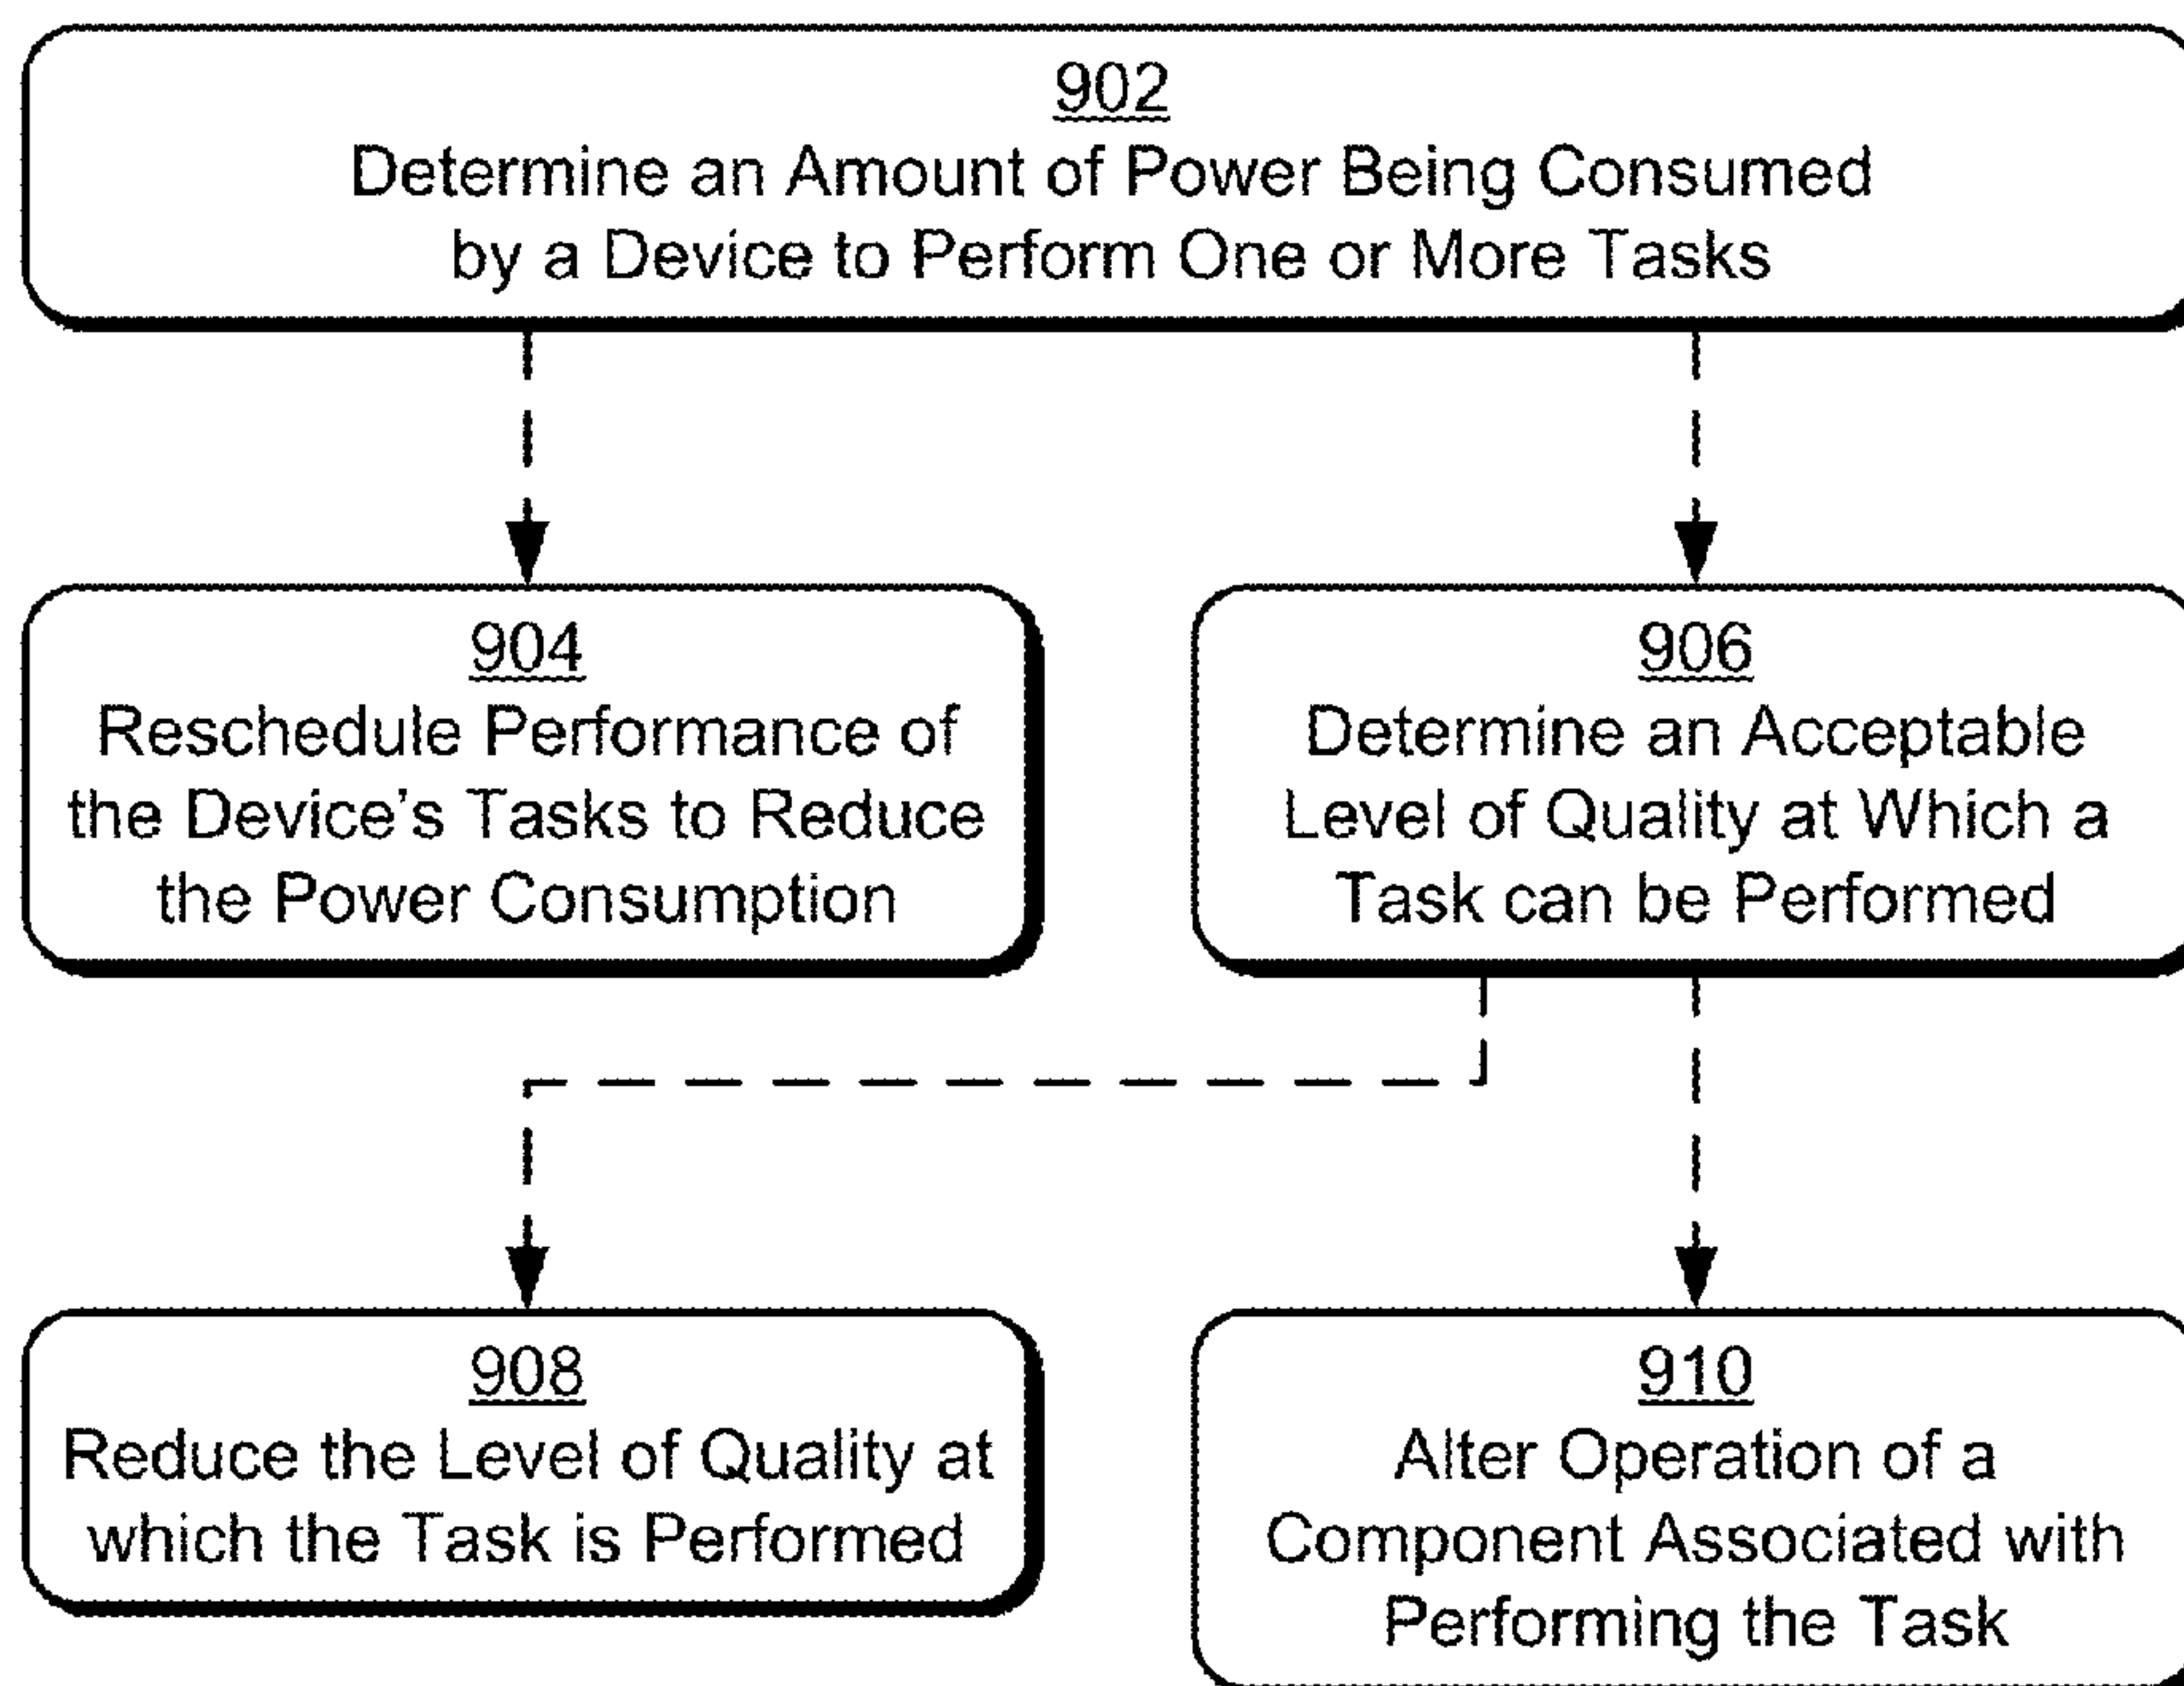 902
Determine an Amount of Power Being Consumed
by a Device to Perform One or More Tasks
904
Reschedule Performance of
the Device's Tasks to Reduce
the Power Consumption
906
Determine an Acceptable
Level of Quality at Which a
Task can be Performed
908
Reduce the Level of Quality at
which the Task is Performed
910
Alter Operation of a
Component Associated with
Performing the Task